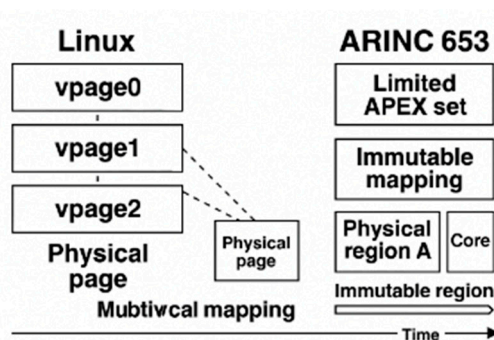 Linux
vpage0
vpage1
vpage2
Physical
page
Physical
page
Mubtiwcal mapping
ARINC 653
Limited
APEX set
Immutable
mapping
Physical
region A
Core
Immutable region
Time